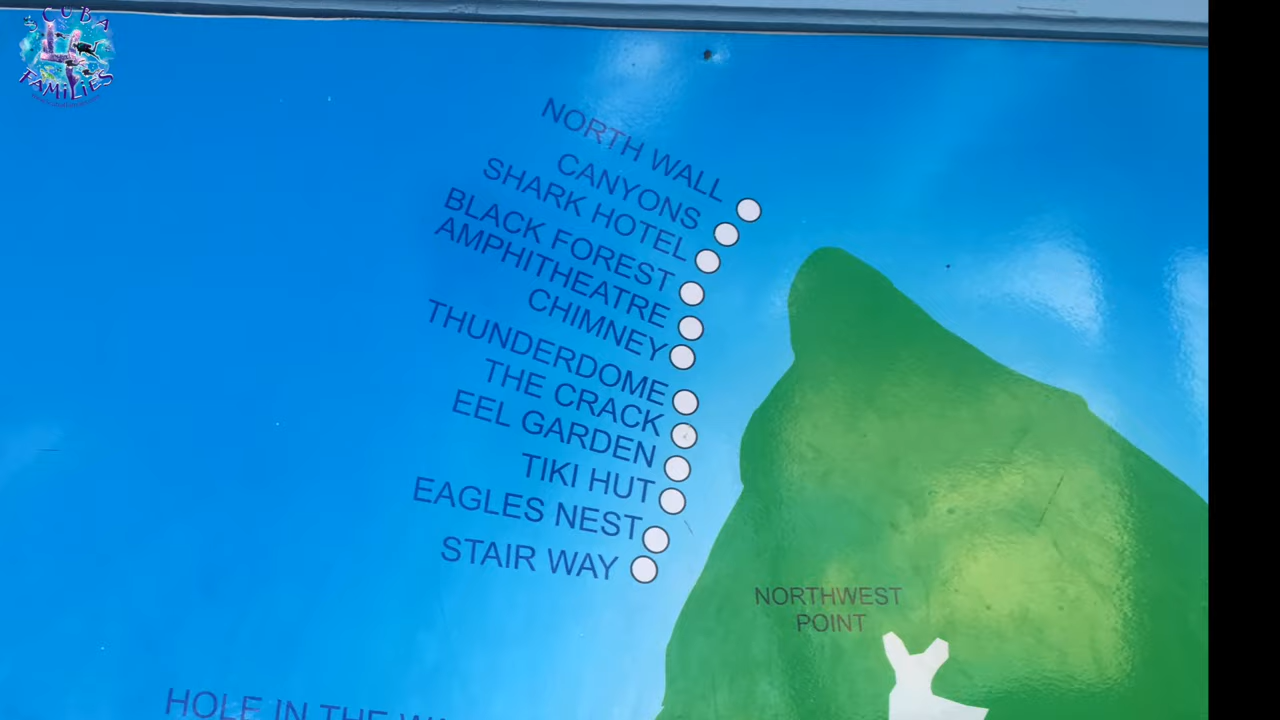 SCUBA
FAMILIES
NORTH WALL
CANYONS
SHARK HOTEL
BLACK FOREST
AMPHITHEATRE
CHIMNEY
THUNDERDOME
THE CRACK
EEL GARDEN
TIKI HUT
EAGLES NEST
STAIR WAY
NORTHWEST
POINT
HOLE IN THE